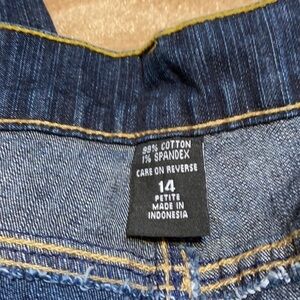 99% COTTON
1% SPANDEX
CARE ON REVERSE
14
PETITE
MADE IN
INDONESIA